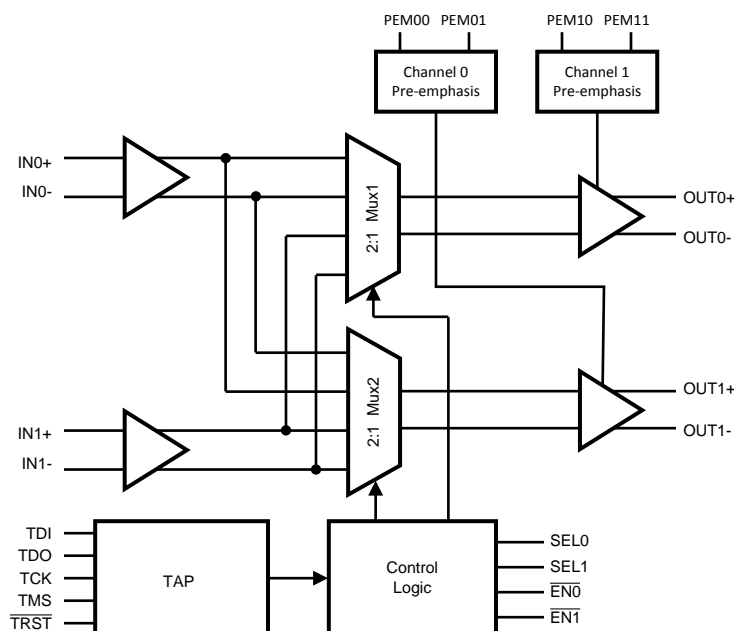 PEM00 PEM01
PEM10 PEM11
Channel 0
Pre-emphasis
Channel 1
Pre-emphasis
IN0+
IN0-
2:1 Mux1
OUT0+
OUT0-
2:1 Mux2
OUT1+
OUT1-
IN1+
IN1-
TDI
TDO
TCK
TMS
TRST
TAP
Control
Logic
SEL0
SEL1
EN0
EN1